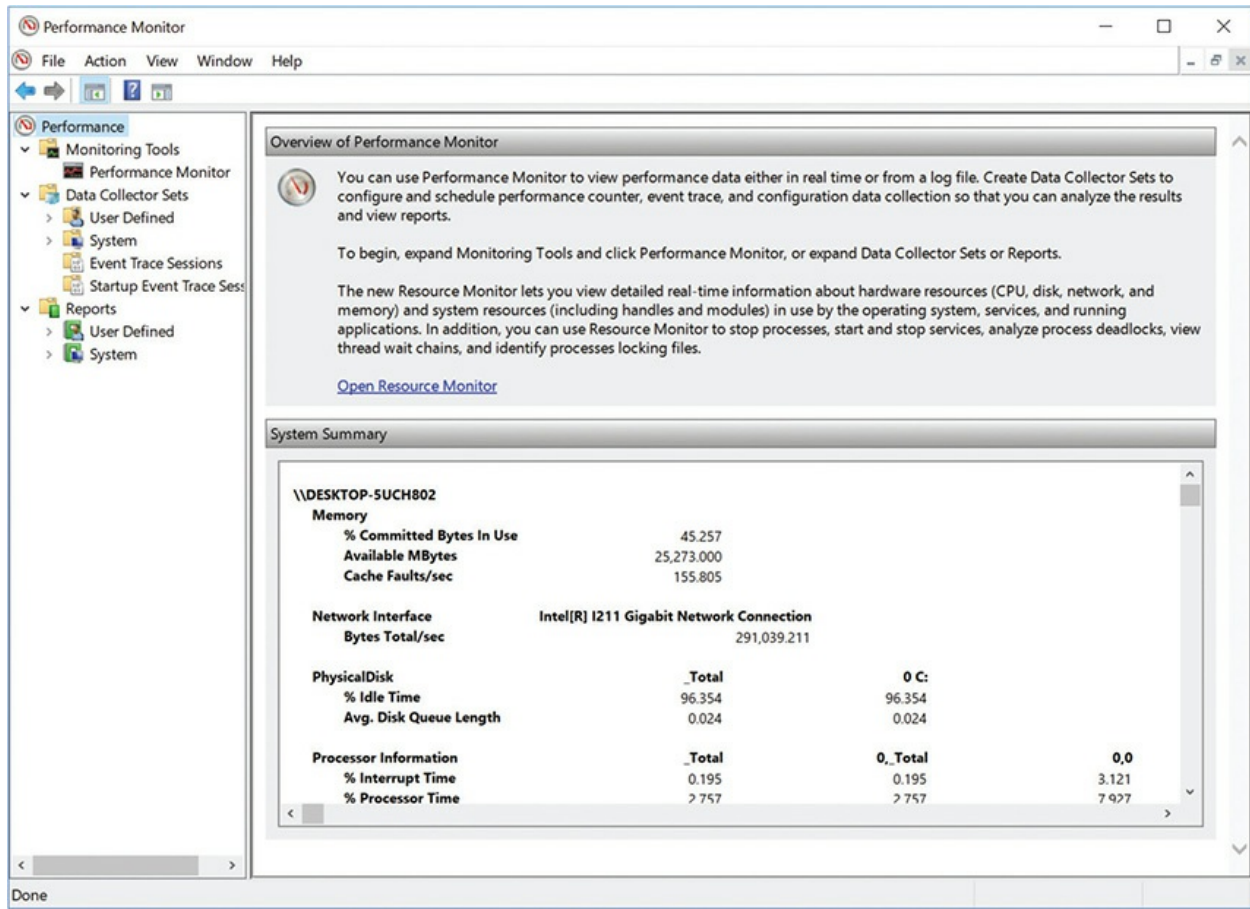 Performance Monitor
File Action View Window Help
Performance
Monitoring Tools
Performance Monitor
Data Collector Sets
User Defined
System
Event Trace Sessions
Startup Event Trace Sess
Reports
User Defined
System
Overview of Performance Monitor
You can use Performance Monitor to view performance data either in real time or from a log file. Create Data Collector Sets to
configure and schedule performance counter, event trace, and configuration data collection so that you can analyze the results
and view reports.
To begin, expand Monitoring Tools and click Performance Monitor, or expand Data Collector Sets or Reports.
The new Resource Monitor lets you view detailed real-time information about hardware resources (CPU, disk, network, and
memory) and system resources (including handles and modules) in use by the operating system, services, and running
applications. In addition, you can use Resource Monitor to stop processes, start and stop services, analyze process deadlocks, view
thread wait chains, and identify processes locking files.
Open Resource Monitor
System Summary
\\DESKTOP-5UCH802
Memory
% Committed Bytes In Use 45.257
Available MBytes 25,273.000
Cache Faults/sec 155.805
Network Interface Intel[R] I211 Gigabit Network Connection
Bytes Total/sec 291,039.211
PhysicalDisk _Total 0 C:
% Idle Time 96.354 96.354
Avg. Disk Queue Length 0.024 0.024
Processor Information _Total 0,_Total 0,0
% Interrupt Time 0.195 0.195 3.121
% Processor Time 2.757 2.757 7.927
Done